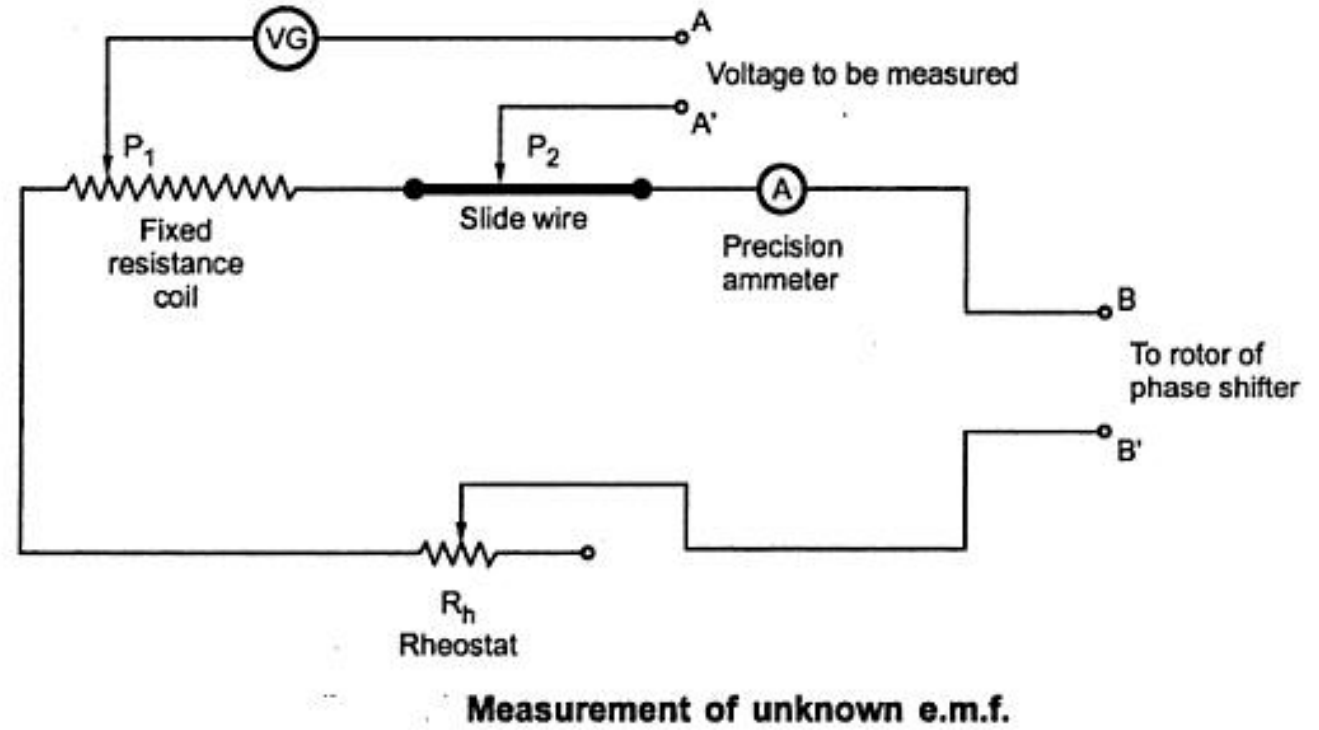 VG
A
Voltage to be measured
A'
P1
P2
Fixed
resistance
coil
Slide wire
A
Precision
ammeter
B
To rotor of
phase shifter
B'
Rh
Rheostat
Measurement of unknown e.m.f.